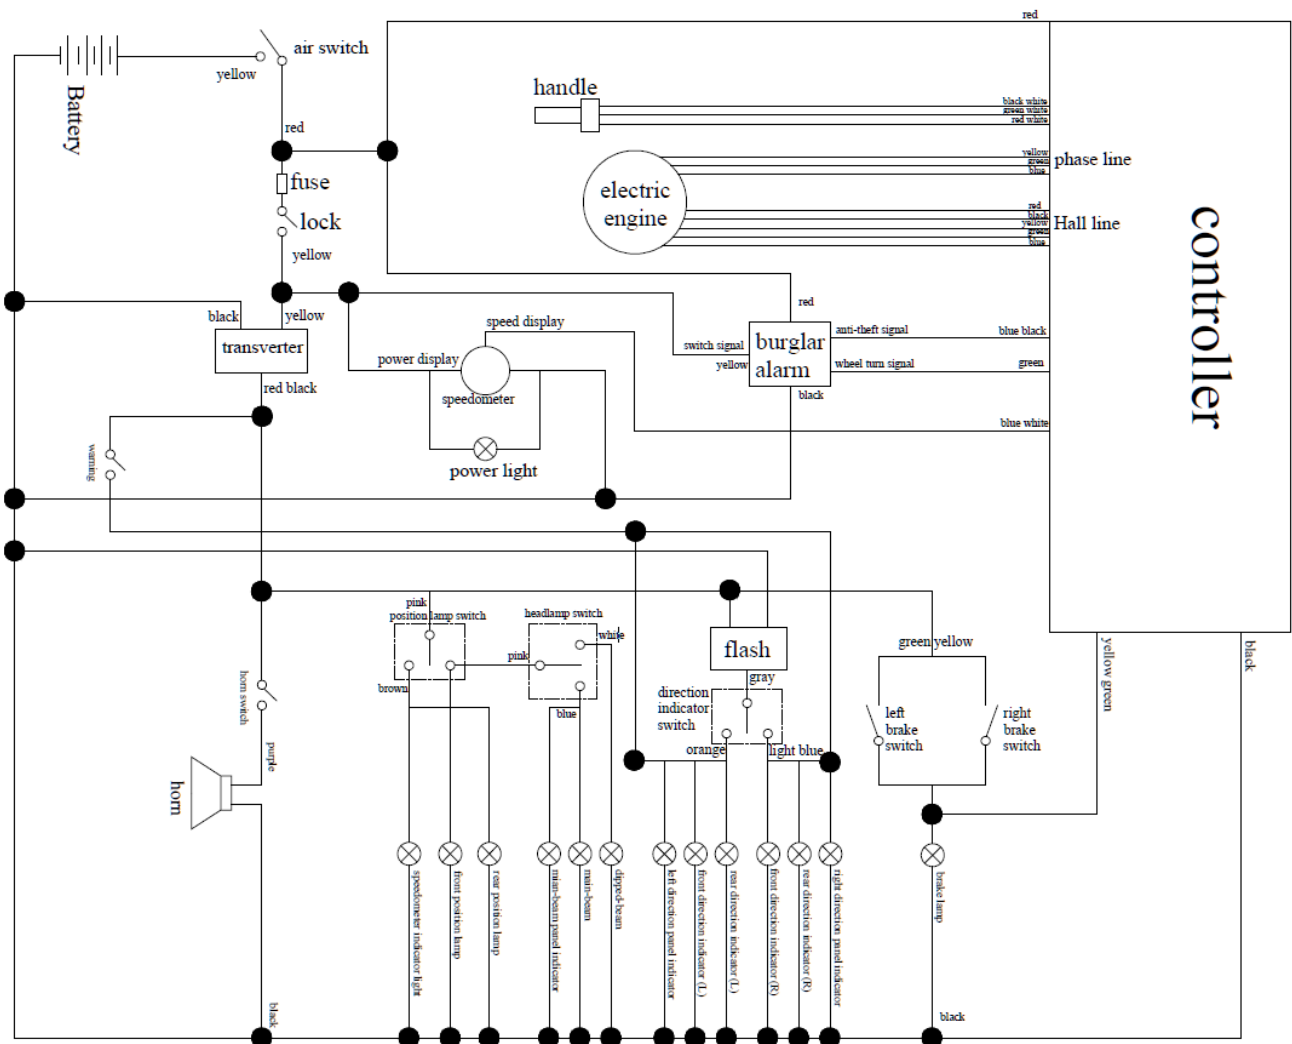 red
air switch
yellow
Battery
handle
black white
green white
red white
red
yellow
green
blue
phase line
fuse
electric
engine
lock
red
black
yellow
green
blue
Hall line
controller
yellow
red
black
yellow
speed display
anti-theft signal
blue black
transverter
switch signal
burglar
alarm
power display
yellow
wheel turn signal
green
red black
speedometer
black
blue white
warning
power light
pink
position lamp switch
headlamp switch
white
flash
green yellow
yellow green
black
pink
brown
gray
horn switch
direction
indicator
switch
blue
left
brake
switch
right
brake
switch
orange
light blue
purple
horn
speedometer indicator light
front position lamp
rear position lamp
mian-beam panel indicator
main-beam
dipped-beam
left direction panel indicator
front direction indicator (L)
rear direction indicator (L)
front direction indicator (R)
rear direction indicator (R)
right direction panel indicator
brake lamp
black
black